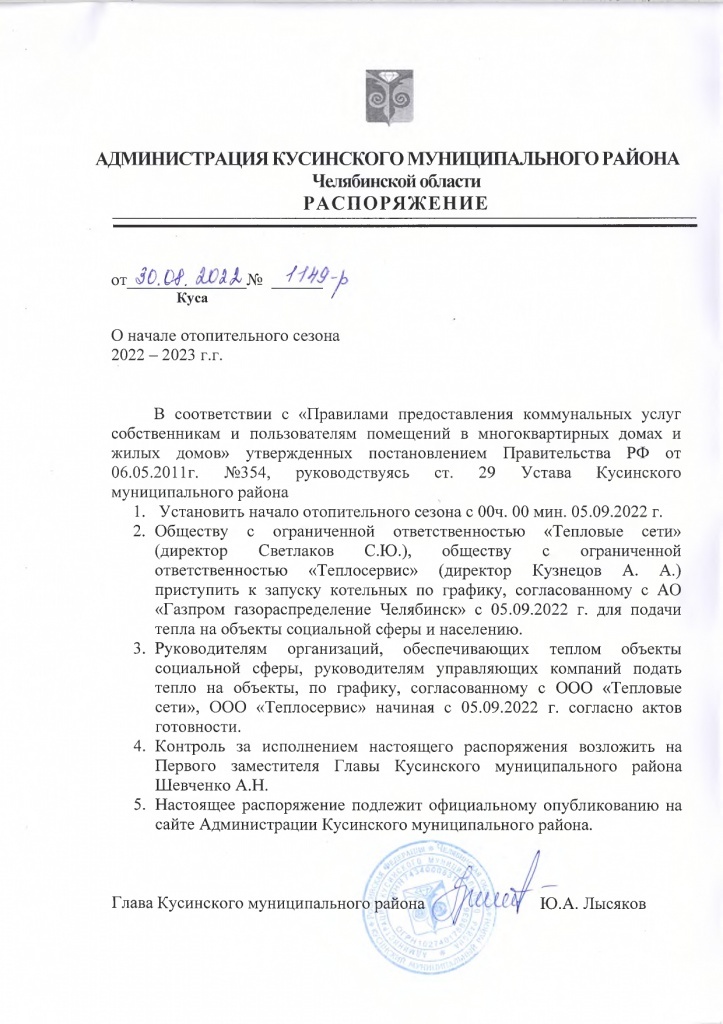 АДМИНИСТРАЦИЯ КУСИНСКОГО МУНИЦИПАЛЬНОГО РАЙОНА
Челябинской области
РАСПОРЯЖЕНИЕ
от 30.08.2022 № 1149-р
Куса
О начале отопительного сезона
2022 – 2023 г.г.
В соответствии с «Правилами предоставления коммунальных услуг
собственникам и пользователям помещений в многоквартирных домах и
жилых домов» утвержденных постановлением Правительства РФ от
06.05.2011г. №354, руководствуясь ст. 29 Устава Кусинского
муниципального района
1. Установить начало отопительного сезона с 00ч. 00 мин. 05.09.2022 г.
2. Обществу с ограниченной ответственностью «Тепловые сети»
(директор Светлаков С.Ю.), обществу с ограниченной
ответственностью «Теплосервис» (директор Кузнецов А. А.)
приступить к запуску котельных по графику, согласованному с АО
«Газпром газораспределение Челябинск» с 05.09.2022 г. для подачи
тепла на объекты социальной сферы и населению.
3. Руководителям организаций, обеспечивающих теплом объекты
социальной сферы, руководителям управляющих компаний подать
тепло на объекты, по графику, согласованному с ООО «Тепловые
сети», ООО «Теплосервис» начиная с 05.09.2022 г. согласно актов
готовности.
4. Контроль за исполнением настоящего распоряжения возложить на
Первого заместителя Главы Кусинского муниципального района
Шевченко А.Н.
5. Настоящее распоряжение подлежит официальному опубликованию на
сайте Администрации Кусинского муниципального района.
Глава Кусинского муниципального района Ю.А. Лысяков